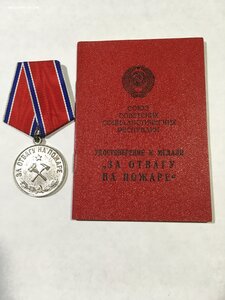 ЗА ОТВАГУ НА ПОЖАРЕ
СОЮЗ
СОВЕТСКИХ
СОЦИАЛИСТИЧЕСКИХ
РЕСПУБЛИК
УДОСТОВЕРЕНИЕ К МЕДАЛИ
„ЗА ОТВАГУ
НА ПОЖАРЕ“